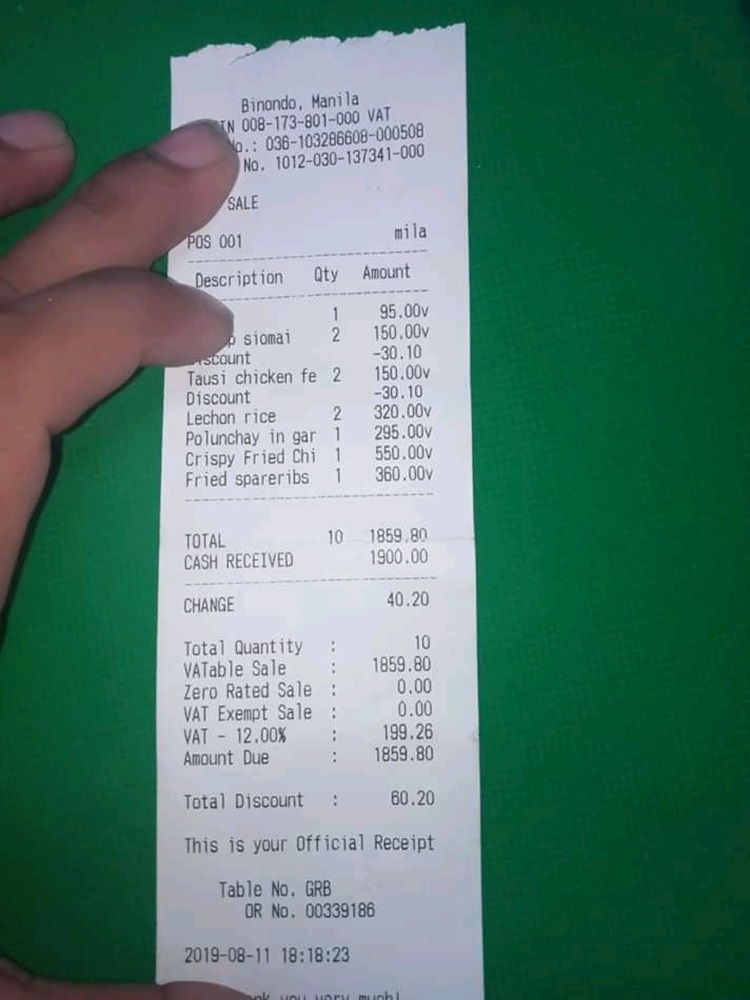 Binondo, Manila
008-173-801-000 VAT
036-103286608-000508
No. 1012-030-137341-000
SALE
POS 001 mila
Description Qty Amount
1 95.00v
siomai 2 150.00v
-30.10
Tausi chicken fe 2 150.00v
Discount -30.10
Lechon rice 2 320.00v
Polunchay in gar 1 295.00v
Crispy Fried Chi 1 550.00v
Fried spareribs 1 360.00v
TOTAL 10 1859.80
CASH RECEIVED 1900.00
CHANGE 40.20
Total Quantity : 10
VATable Sale : 1859.80
Zero Rated Sale : 0.00
VAT Exempt Sale : 0.00
VAT - 12.00% : 199.26
Amount Due : 1859.80
Total Discount : 60.20
This is your Official Receipt
Table No. GRB
OR No. 00339186
2019-08-11 18:18:23
you very much!